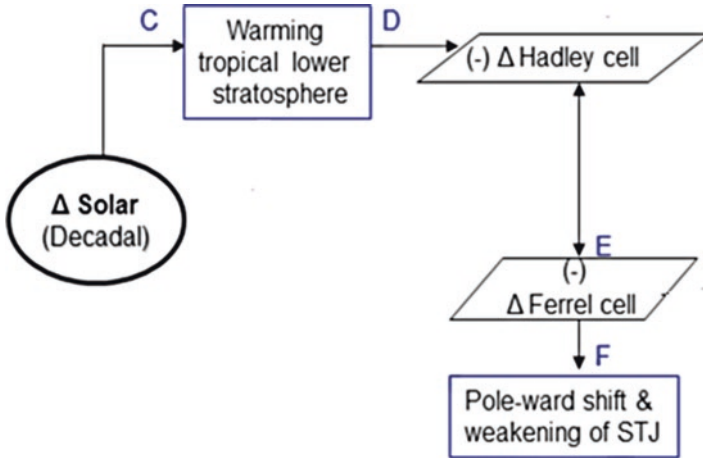 C
Warming
tropical lower
stratosphere
D
(-) Δ Hadley cell
Δ Solar
(Decadal)
E
(-)
Δ Ferrel cell
F
Pole-ward shift &
weakening of STJ